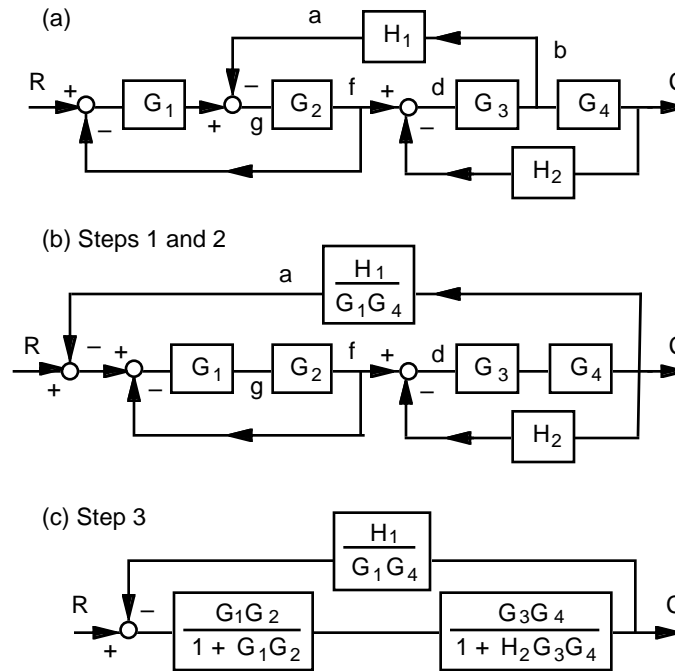 (a)
a
H1
b
R + − G1 + − g G2 f + − d G3 G4
H2
(b) Steps 1 and 2
a
H1
G1G4
R + − + − G1 g G2 f + − d G3 G4
H2
(c) Step 3
H1
G1G4
R + −
G1G2
1 + G1G2
G3G4
1 + H2G3G4